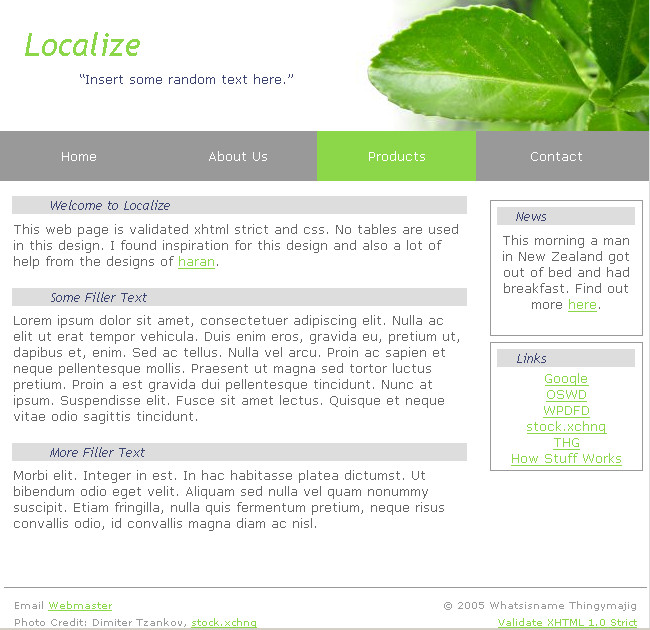 Localize
“Insert some random text here.”
Home About Us Products Contact
Welcome to Localize
This web page is validated xhtml strict and css. No tables are used
in this design. I found inspiration for this design and also a lot of
help from the designs of haran.
Some Filler Text
Lorem ipsum dolor sit amet, consectetuer adipiscing elit. Nulla ac
elit ut erat tempor vehicula. Duis enim eros, gravida eu, pretium ut,
dapibus et, enim. Sed ac tellus. Nulla vel arcu. Proin ac sapien et
neque pellentesque mollis. Praesent ut magna sed tortor luctus
pretium. Proin a est gravida dui pellentesque tincidunt. Nunc at
ipsum. Suspendisse elit. Fusce sit amet lectus. Quisque et neque
vitae odio sagittis tincidunt.
More Filler Text
Morbi elit. Integer in est. In hac habitasse platea dictumst. Ut
bibendum odio eget velit. Aliquam sed nulla vel quam nonummy
suscipit. Etiam fringilla, nulla quis fermentum pretium, neque risus
convallis odio, id convallis magna diam ac nisl.
News
This morning a man
in New Zealand got
out of bed and had
breakfast. Find out
more here.
Links
Google
OSWD
WPDFD
stock.xchng
THG
How Stuff Works
Email Webmaster
Photo Credit: Dimiter Tzankov, stock.xchng
© 2005 Whatsisname Thingymajig
Validate XHTML 1.0 Strict